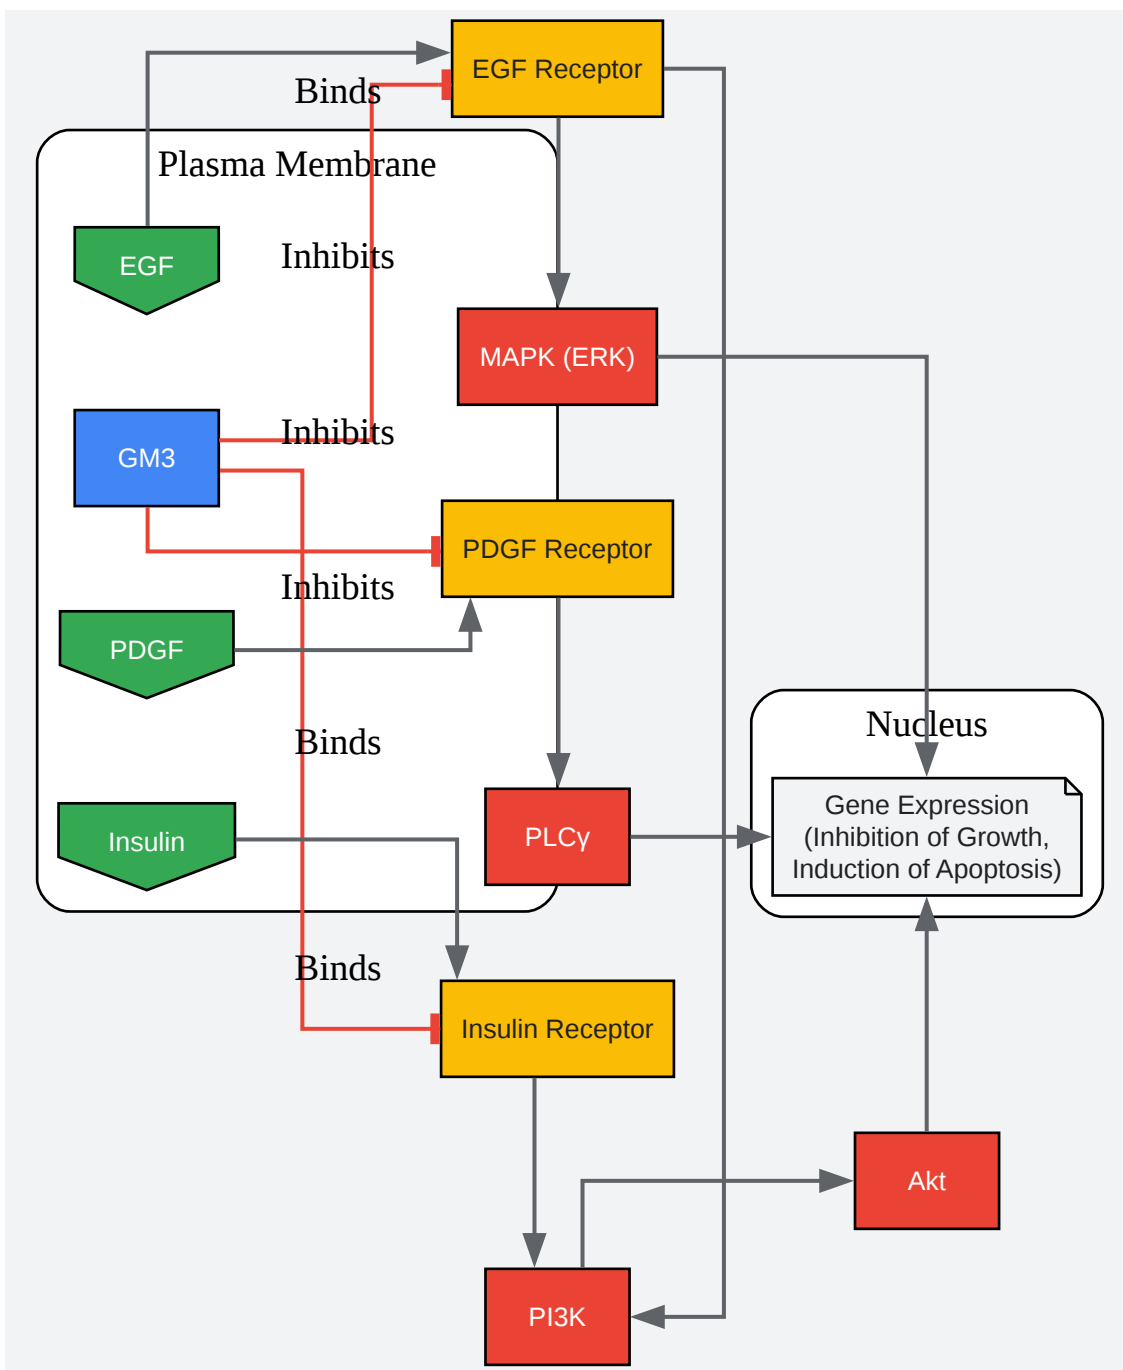 EGF Receptor
Binds
Plasma Membrane
Inhibits
EGF
MAPK (ERK)
Inhibits
GM3
PDGF Receptor
Inhibits
PDGF
Nucleus
Binds
Gene Expression
(Inhibition of Growth,
Induction of Apoptosis)
Insulin
PLCγ
Binds
Insulin Receptor
Akt
PI3K